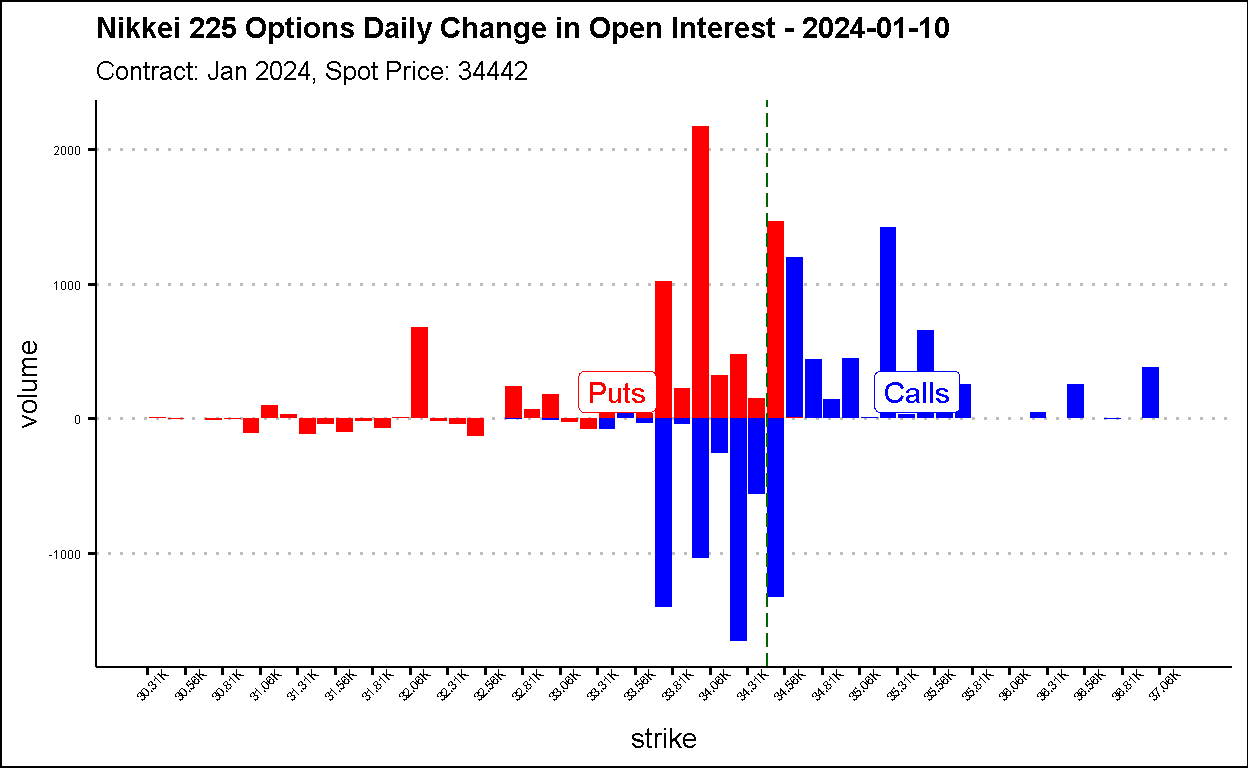 Nikkei 225 Options Daily Change in Open Interest - 2024-01-10
Contract: Jan 2024, Spot Price: 34442
volume
2000
1000
0
-1000
Puts
Calls
30.31K
30.56K
30.81K
31.06K
31.31K
31.56K
31.81K
32.06K
32.31K
32.56K
32.81K
33.06K
33.31K
33.56K
33.81K
34.06K
34.31K
34.56K
34.81K
35.06K
35.31K
35.56K
35.81K
36.06K
36.31K
36.56K
36.81K
37.06K
strike